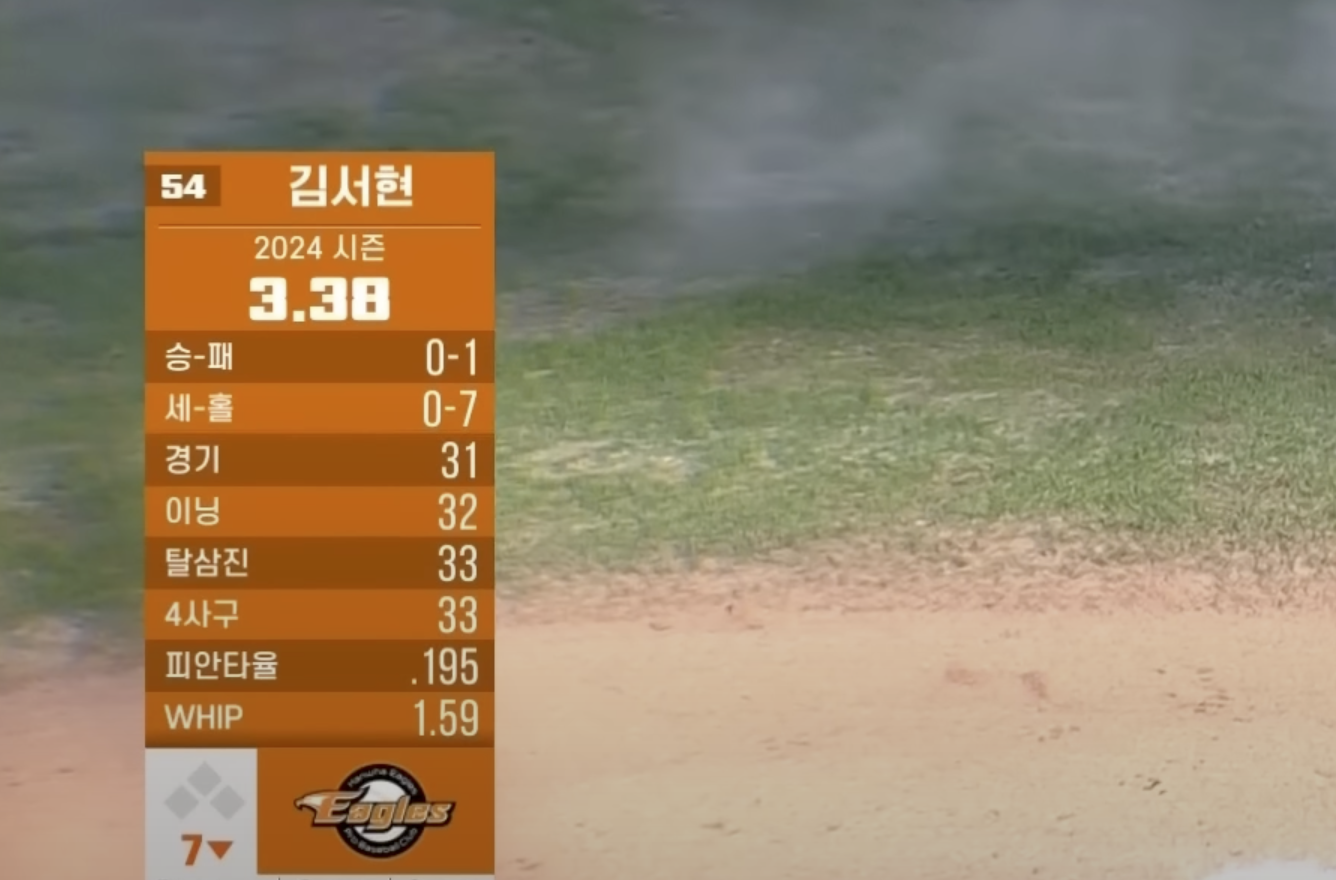 54 김서현
2024 시즌
3.38
승-패 0-1
세-홀 0-7
경기 31
이닝 32
탈삼진 33
4사구 33
피안타율 .195
WHIP 1.59
Hanwha Eagles
Eagles
Pro Baseball Club
7▼